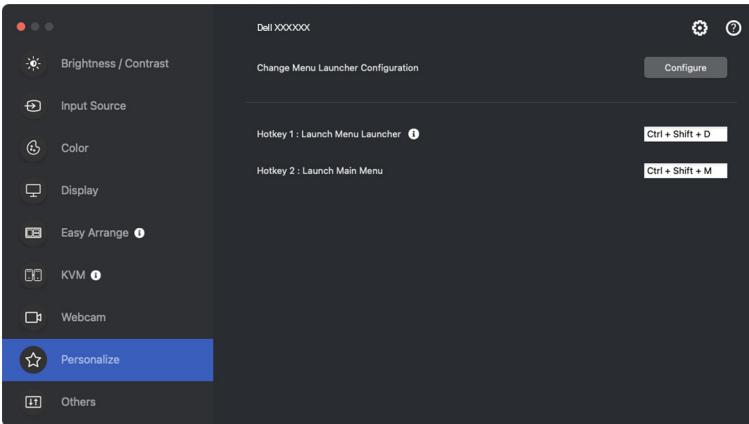 Dell XXXXXX
Brightness / Contrast
Change Menu Launcher Configuration
Configure
Input Source
Hotkey 1 : Launch Menu Launcher
Ctrl + Shift + D
Color
Hotkey 2 : Launch Main Menu
Ctrl + Shift + M
Display
Easy Arrange
KVM
Webcam
Personalize
Others